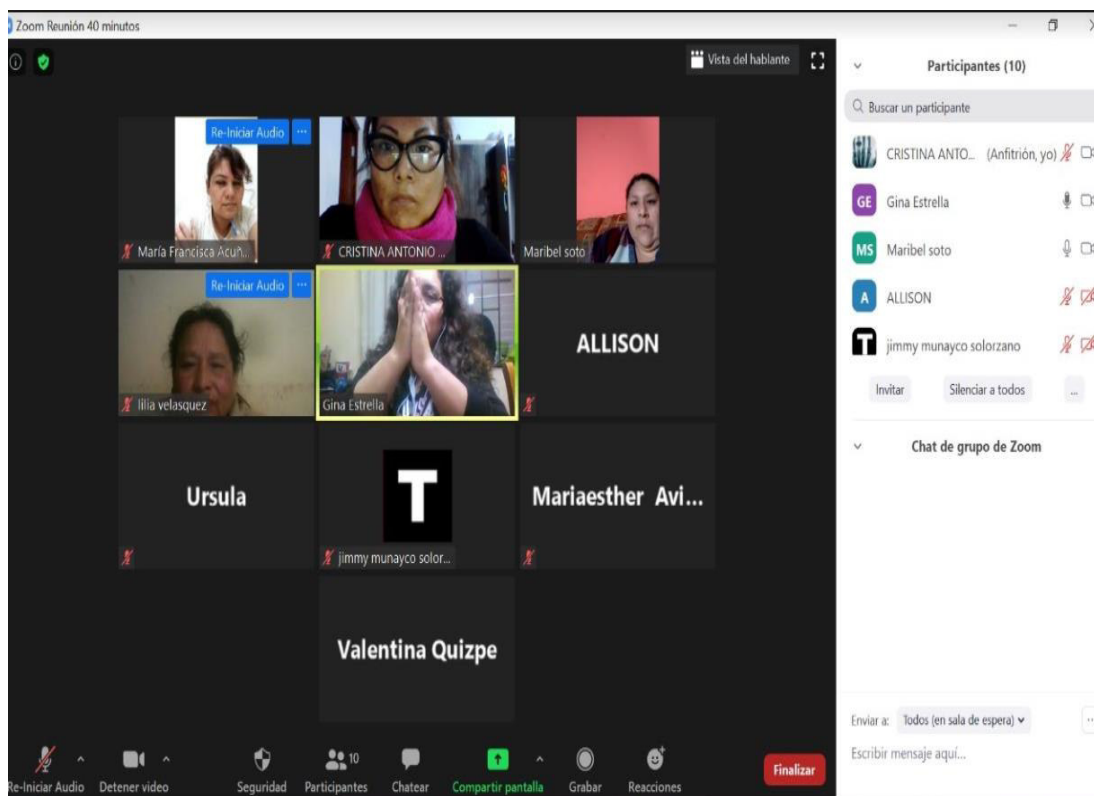 Zoom Reunión 40 minutos
Vista del hablante
Re-Iniciar Audio ...
María Francisca Acuñ...
CRISTINA ANTONIO ...
Maribel soto
Re-Iniciar Audio ...
lilia velasquez
Gina Estrella
ALLISON
Ursula
T
jimmy munayco solor...
Mariaesther Avi...
Valentina Quizpe
Re-Iniciar Audio
Detener video
Seguridad
10
Participantes
Chatear
Compartir pantalla
Grabar
Reacciones
Finalizar
Participantes (10)
Buscar un participante
CRISTINA ANTO... (Anfitrión, yo)
GE Gina Estrella
MS Maribel soto
A ALLISON
T jimmy munayco solorzano
Invitar
Silenciar a todos
...
Chat de grupo de Zoom
Enviar a: Todos (en sala de espera)
Escribir mensaje aquí...